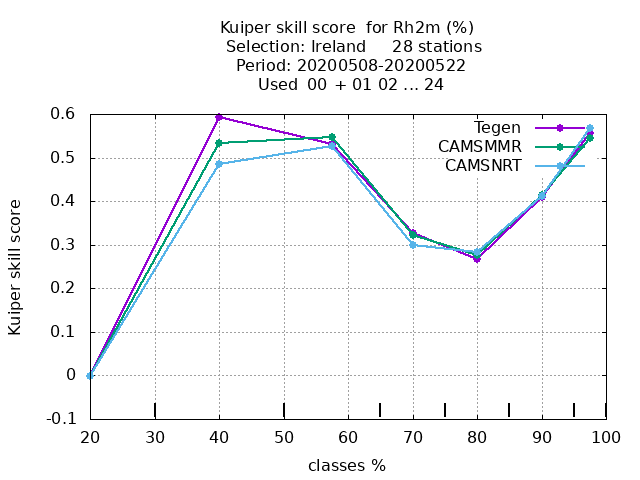 Kuiper skill score  for Rh2m (%)
Selection: Ireland     28 stations
Period: 20200508-20200522
Used  00  + 01 02 ... 24
Tegen
CAMSMMR
CAMSNRT
0.6
0.5
0.4
0.3
0.2
0.1
0
-0.1
Kuiper skill score
20 30 40 50 60 70 80 90 100
classes %